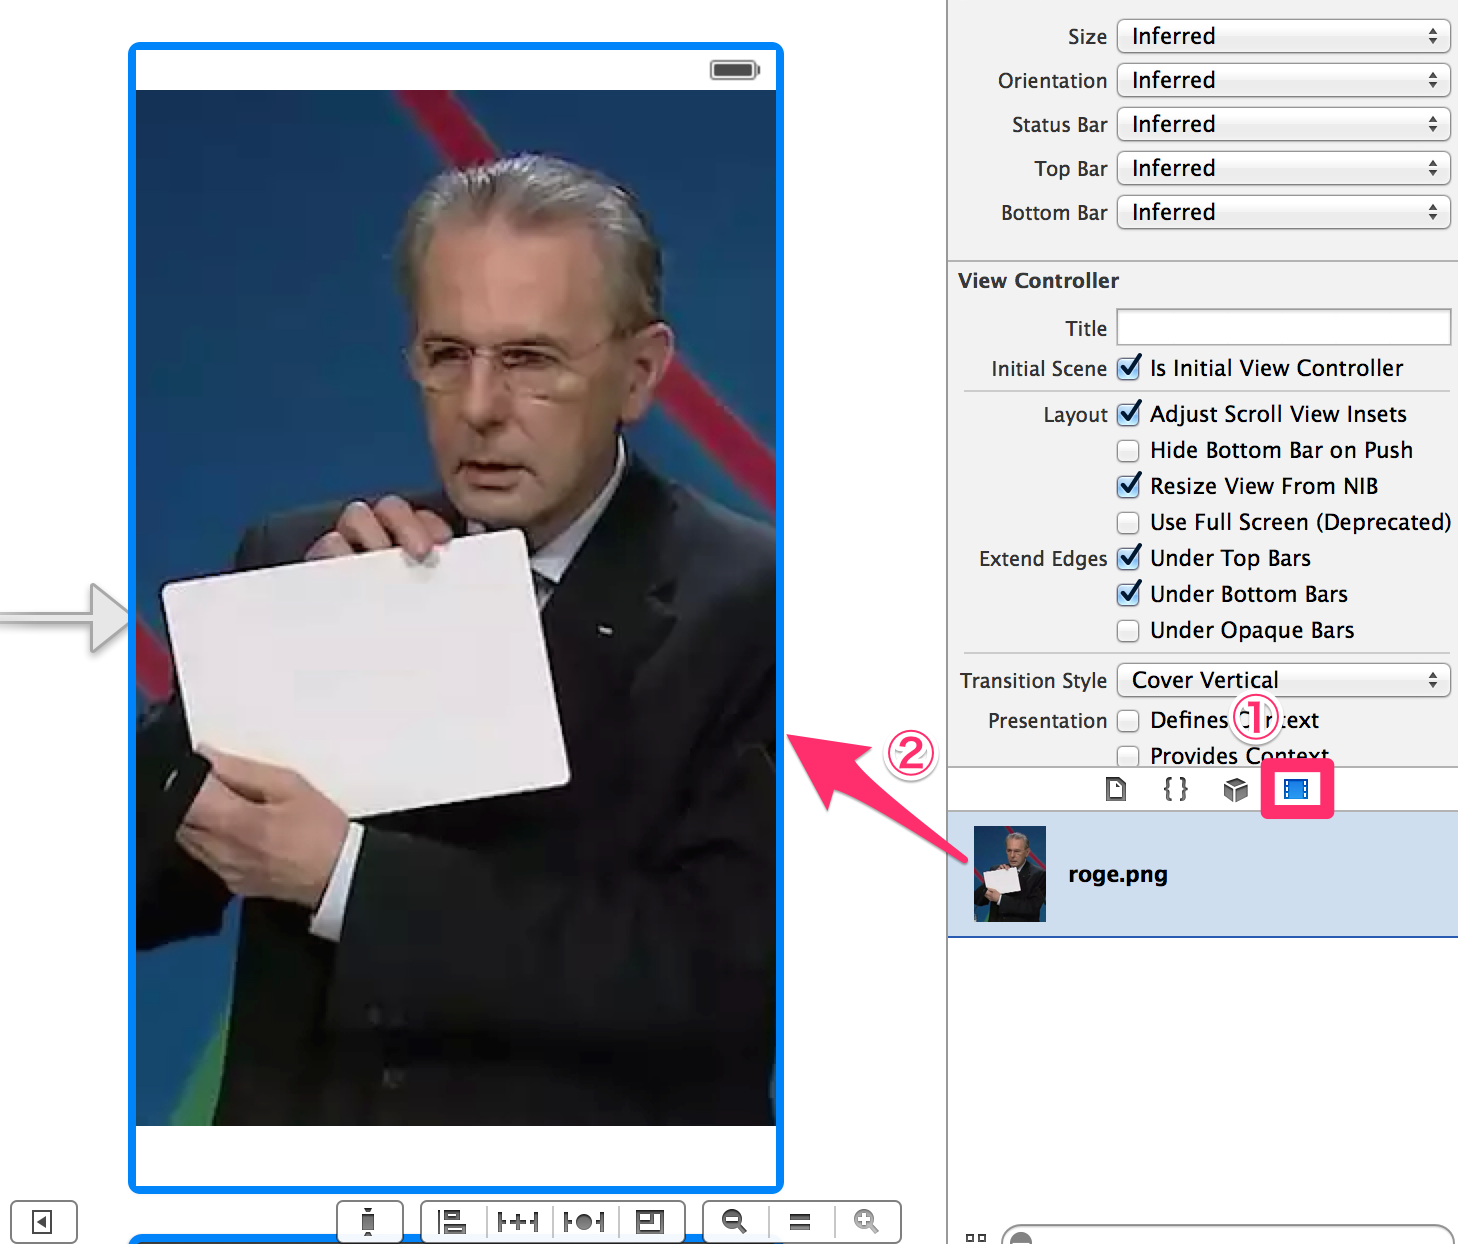 Size Inferred
Orientation Inferred
Status Bar Inferred
Top Bar Inferred
Bottom Bar Inferred
View Controller
Title
Initial Scene Is Initial View Controller
Layout Adjust Scroll View Insets
Hide Bottom Bar on Push
Resize View From NIB
Use Full Screen (Deprecated)
Extend Edges Under Top Bars
Under Bottom Bars
Under Opaque Bars
Transition Style Cover Vertical
①
Presentation Defines Context
②
Provides Context
{ }
roge.png